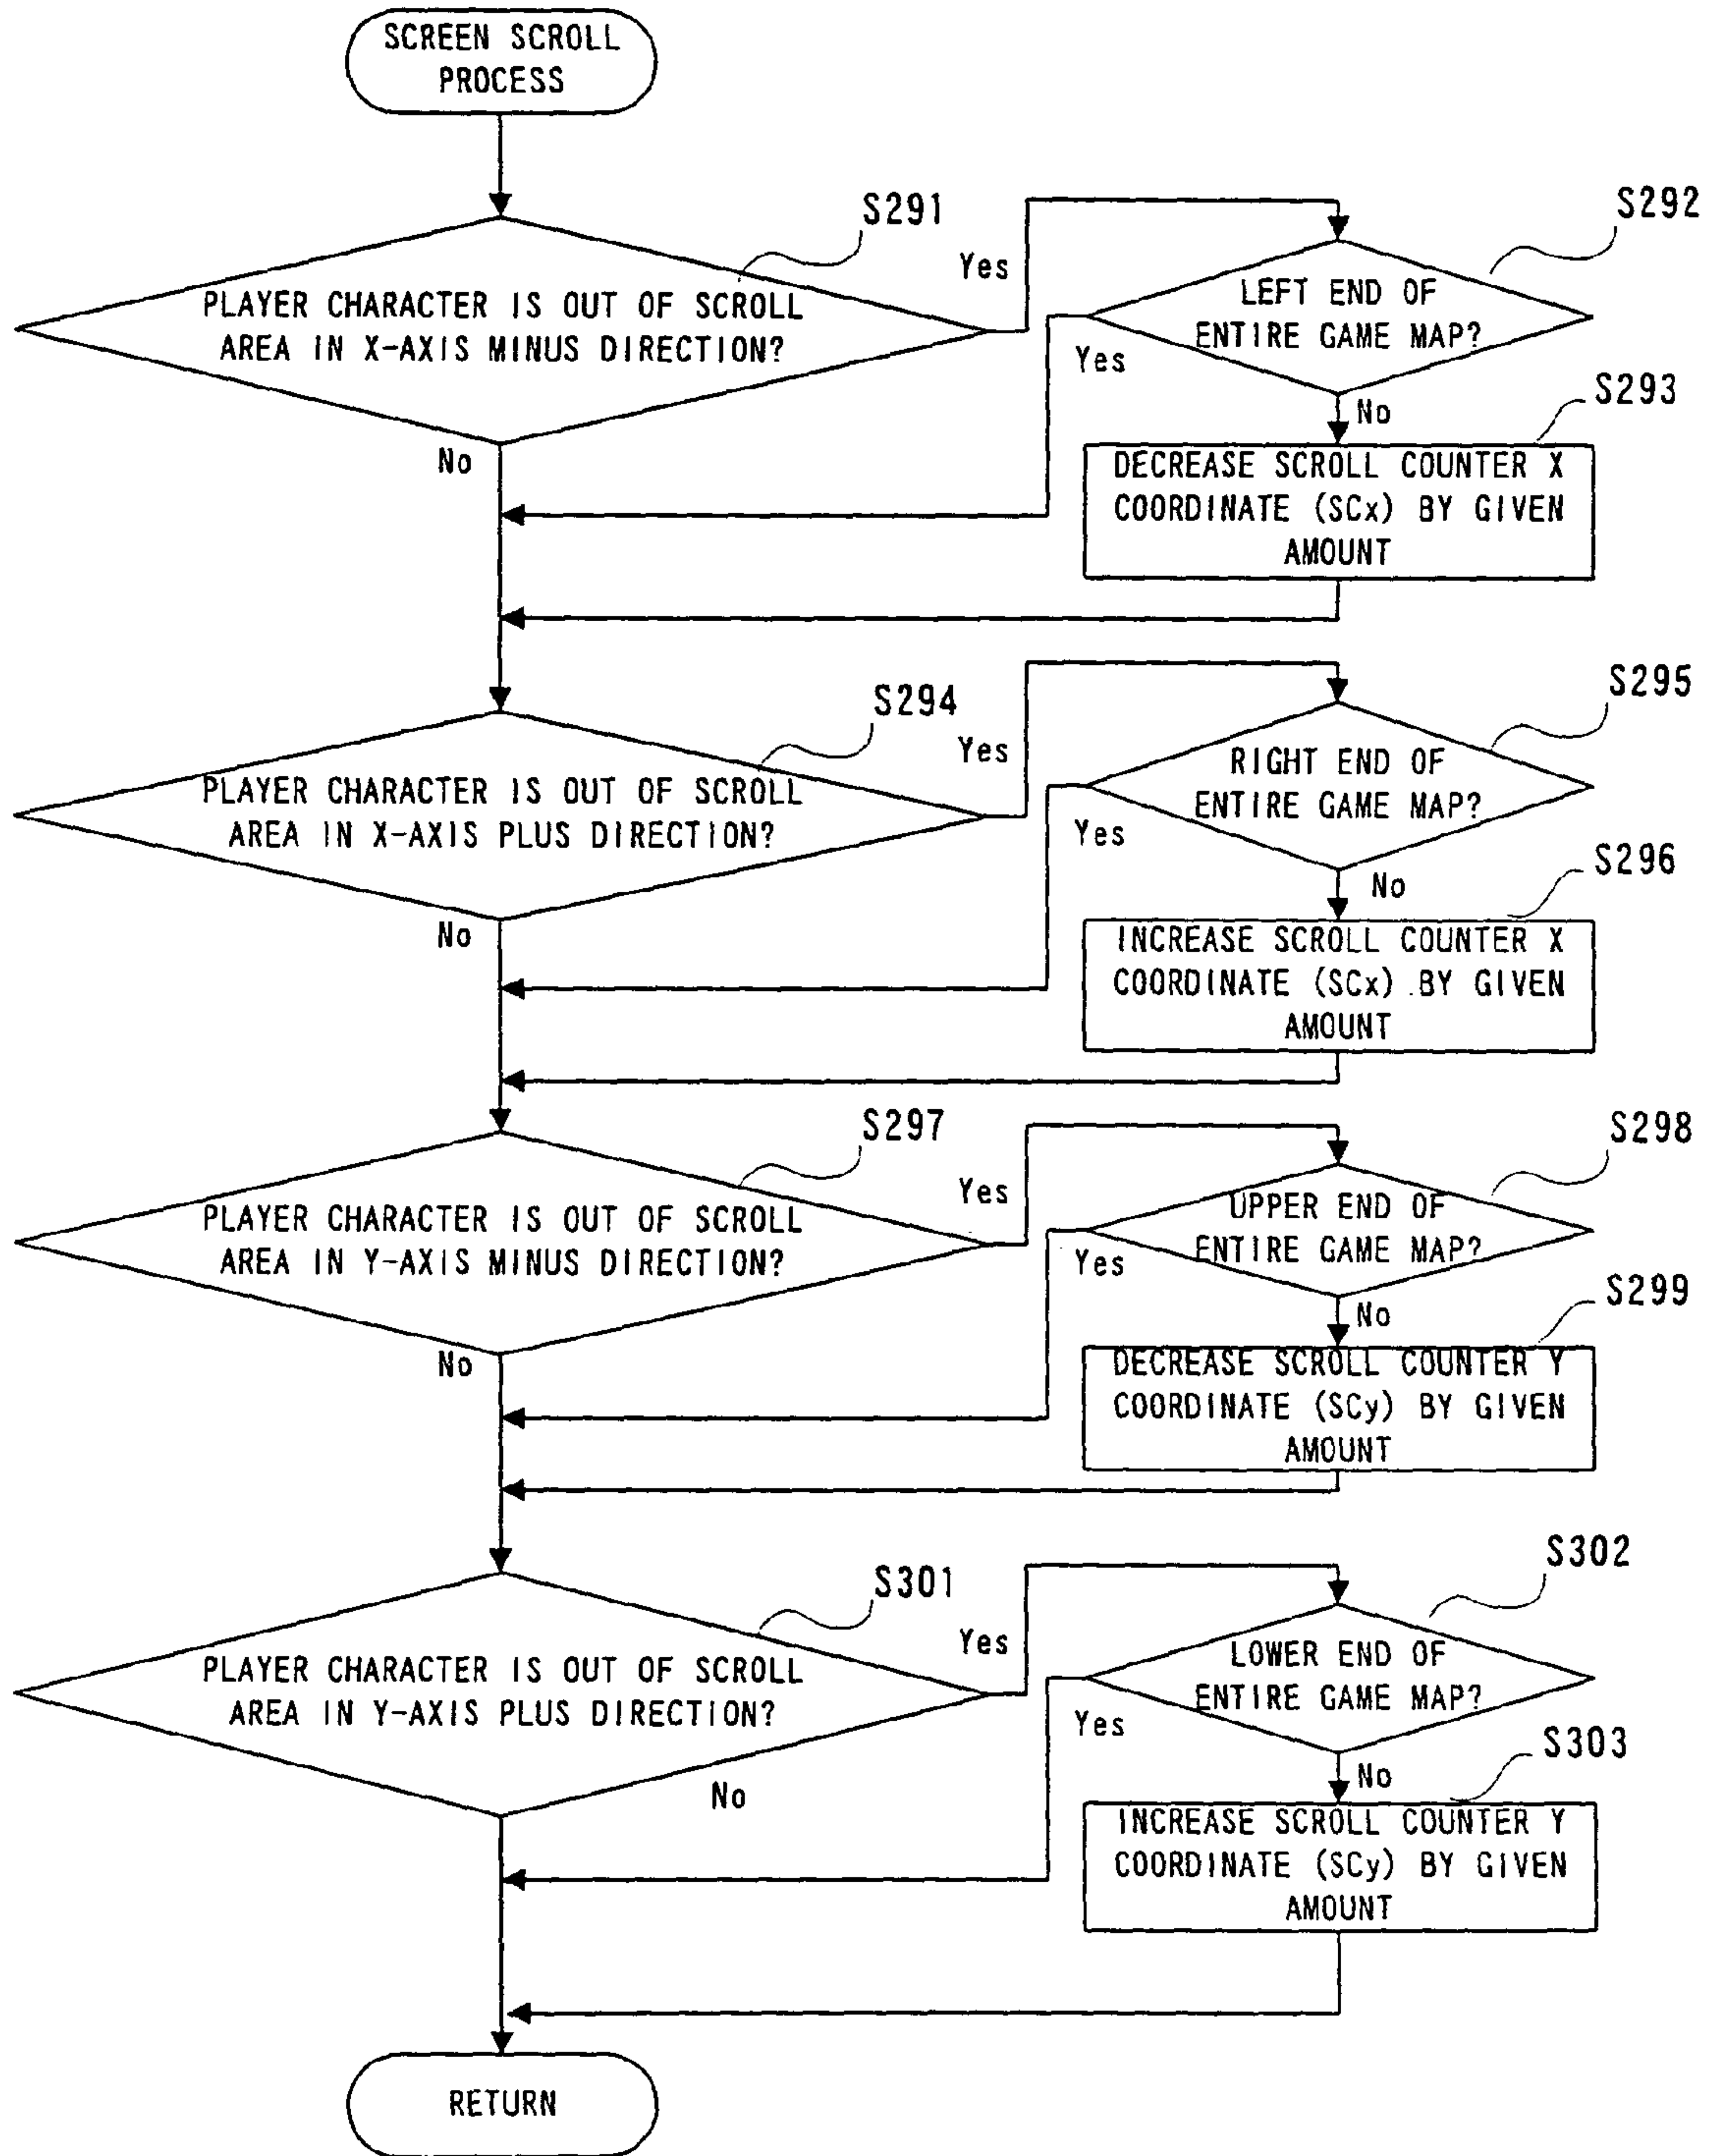 SCREEN SCROLL
PROCESS
S291
S292
Yes
PLAYER CHARACTER IS OUT OF SCROLL
AREA IN X-AXIS MINUS DIRECTION?
LEFT END OF
ENTIRE GAME MAP?
Yes
No
S293
No
DECREASE SCROLL COUNTER X
COORDINATE (SCx) BY GIVEN
AMOUNT
S294
S295
Yes
PLAYER CHARACTER IS OUT OF SCROLL
AREA IN X-AXIS PLUS DIRECTION?
RIGHT END OF
ENTIRE GAME MAP?
Yes
No
S296
No
INCREASE SCROLL COUNTER X
COORDINATE (SCx) BY GIVEN
AMOUNT
S297
S298
Yes
PLAYER CHARACTER IS OUT OF SCROLL
AREA IN Y-AXIS MINUS DIRECTION?
UPPER END OF
ENTIRE GAME MAP?
Yes
No
S299
No
DECREASE SCROLL COUNTER Y
COORDINATE (SCy) BY GIVEN
AMOUNT
S301
S302
Yes
PLAYER CHARACTER IS OUT OF SCROLL
AREA IN Y-AXIS PLUS DIRECTION?
LOWER END OF
ENTIRE GAME MAP?
Yes
No
S303
No
INCREASE SCROLL COUNTER Y
COORDINATE (SCy) BY GIVEN
AMOUNT
RETURN